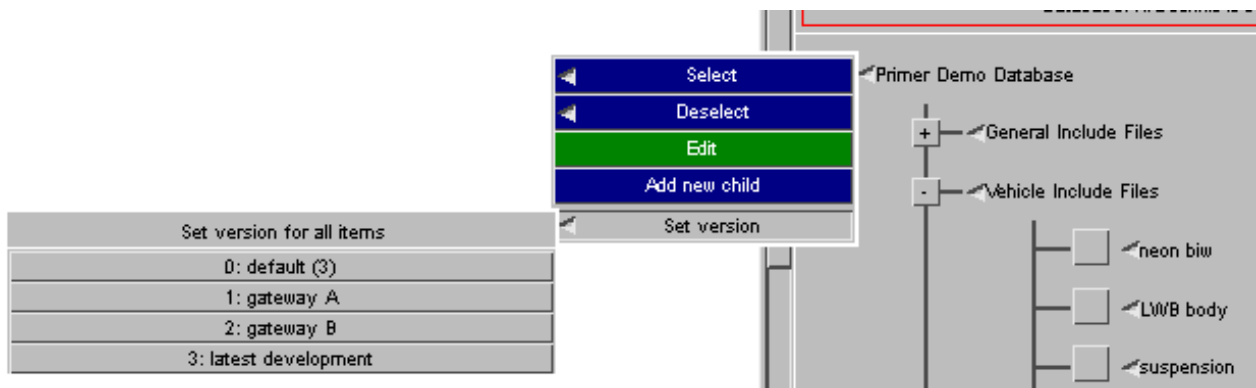 Select
Primer Demo Database
Deselect
+
General Include Files
Edit
Add new child
-
Vehicle Include Files
Set version
Set version for all items
neon biw
0: default (3)
1: gateway A
LWB body
2: gateway B
3: latest development
suspension